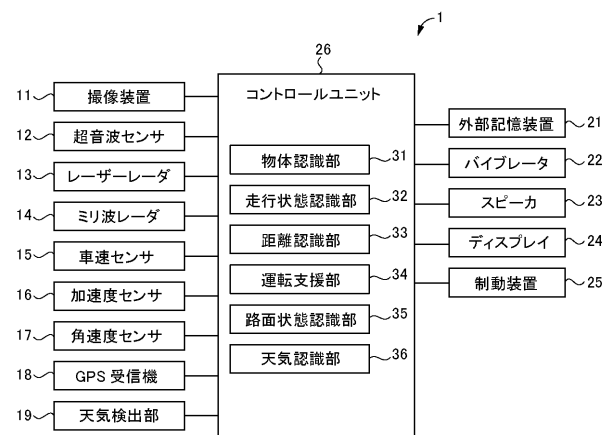 1
26
コントロールユニット
11 撮像装置
12 超音波センサ
13 レーザーレーダ
14 ミリ波レーダ
15 車速センサ
16 加速度センサ
17 角速度センサ
18 GPS 受信機
19 天気検出部
物体認識部 31
走行状態認識部 32
距離認識部 33
運転支援部 34
路面状態認識部 35
天気認識部 36
外部記憶装置 21
バイブレータ 22
スピーカ 23
ディスプレイ 24
制動装置 25